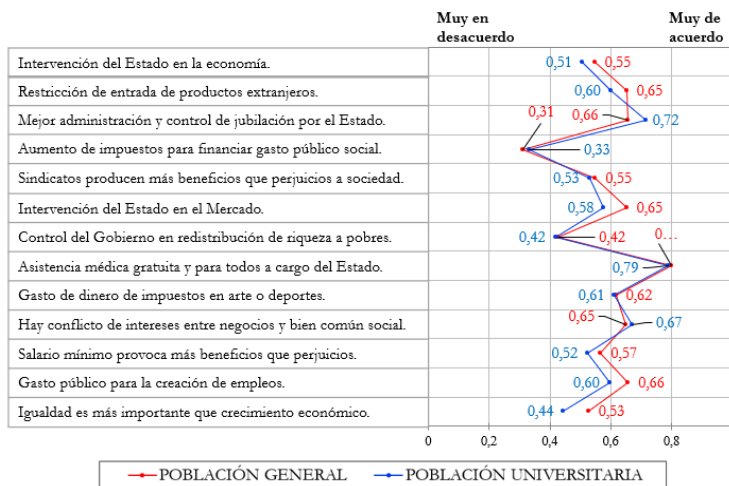 Muy en desacuerdo
Muy de acuerdo
Intervención del Estado en la economía. 0,51 0,55
Restricción de entrada de productos extranjeros. 0,60 0,65
Mejor administración y control de jubilación por el Estado. 0,31 0,66 0,72
Aumento de impuestos para financiar gasto público social. 0,33
Sindicatos producen más beneficios que perjuicios a sociedad. 0,53 0,55
Intervención del Estado en el Mercado. 0,58 0,65
Control del Gobierno en redistribución de riqueza a pobres. 0,42 0,42 0…
Asistencia médica gratuita y para todos a cargo del Estado. 0,79
Gasto de dinero de impuestos en arte o deportes. 0,61 0,62
Hay conflicto de intereses entre negocios y bien común social. 0,65 0,67
Salario mínimo provoca más beneficios que perjuicios. 0,52 0,57
Gasto público para la creación de empleos. 0,60 0,66
Igualdad es más importante que crecimiento económico. 0,44 0,53
0 0,2 0,4 0,6 0,8
POBLACIÓN GENERAL POBLACIÓN UNIVERSITARIA